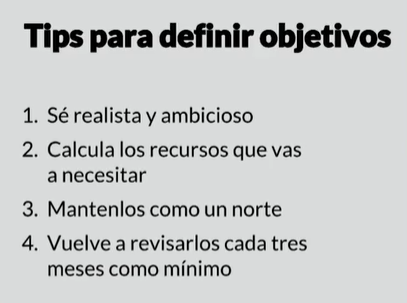 Tips para definir objetivos
1. Sé realista y ambicioso
2. Calcula los recursos que vas
a necesitar
3. Mantenlos como un norte
4. Vuelve a revisarlos cada tres
meses como mínimo